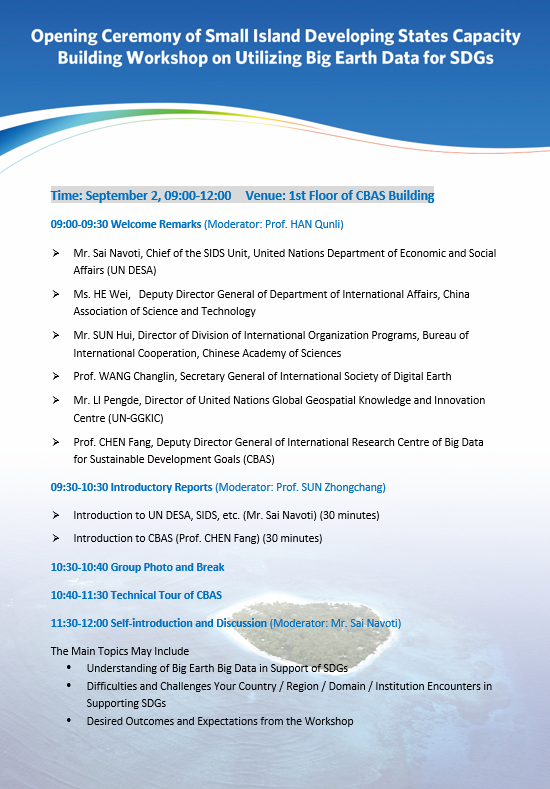 Opening Ceremony of Small Island Developing States Capacity
Building Workshop on Utilizing Big Earth Data for SDGs
Time: September 2, 09:00-12:00 Venue: 1st Floor of CBAS Building
09:00-09:30 Welcome Remarks (Moderator: Prof. HAN Qunli)
➢ Mr. Sai Navoti, Chief of the SIDS Unit, United Nations Department of Economic and Social
Affairs (UN DESA)
➢ Ms. HE Wei, Deputy Director General of Department of International Affairs, China
Association of Science and Technology
➢ Mr. SUN Hui, Director of Division of International Organization Programs, Bureau of
International Cooperation, Chinese Academy of Sciences
➢ Prof. WANG Changlin, Secretary General of International Society of Digital Earth
➢ Mr. LI Pengde, Director of United Nations Global Geospatial Knowledge and Innovation
Centre (UN-GGKIC)
➢ Prof. CHEN Fang, Deputy Director General of International Research Centre of Big Data
for Sustainable Development Goals (CBAS)
09:30-10:30 Introductory Reports (Moderator: Prof. SUN Zhongchang)
➢ Introduction to UN DESA, SIDS, etc. (Mr. Sai Navoti) (30 minutes)
➢ Introduction to CBAS (Prof. CHEN Fang) (30 minutes)
10:30-10:40 Group Photo and Break
10:40-11:30 Technical Tour of CBAS
11:30-12:00 Self-introduction and Discussion (Moderator: Mr. Sai Navoti)
The Main Topics May Include
• Understanding of Big Earth Big Data in Support of SDGs
• Difficulties and Challenges Your Country / Region / Domain / Institution Encounters in
Supporting SDGs
• Desired Outcomes and Expectations from the Workshop